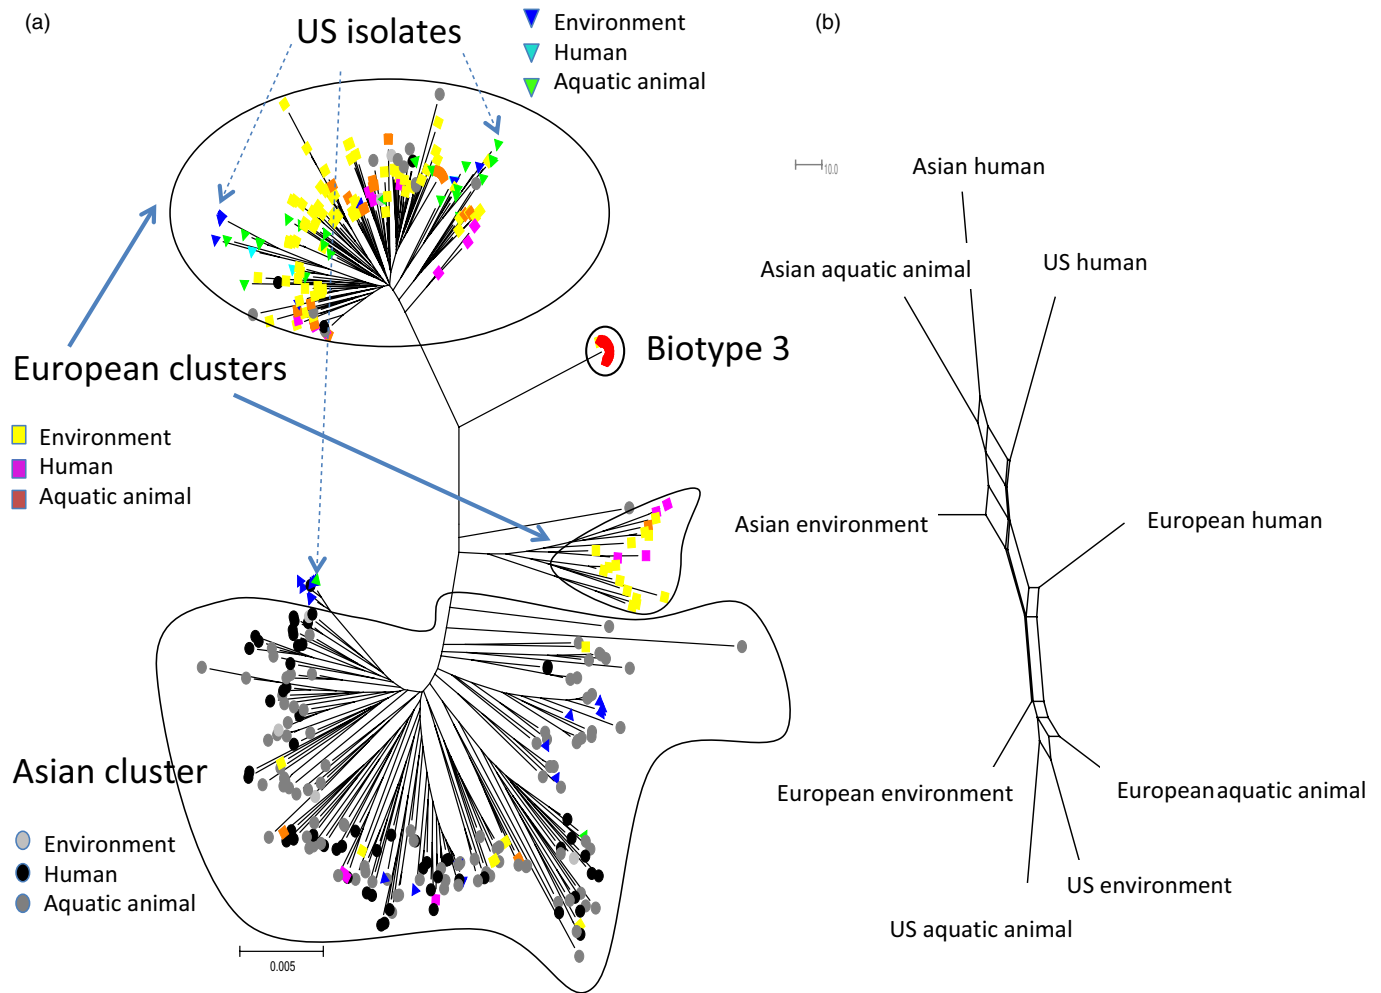 (a)
US isolates
Environment
Human
Aquatic animal
European clusters
Environment
Human
Aquatic animal
Biotype 3
Asian cluster
Environment
Human
Aquatic animal
0.005
(b)
10.0
Asian human
Asian aquatic animal
US human
Asian environment
European human
European environment
European aquatic animal
US environment
US aquatic animal